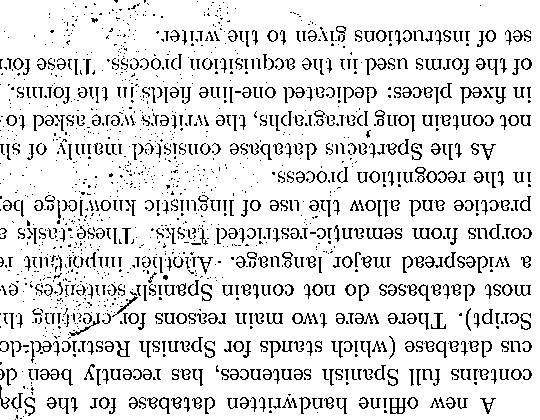 A new offline handwritten database for the Spa
contains full Spanish sentences, has recently been de
cus database (which stands for Spanish Restricted-do
Script). There were two main reasons for creating thi
most databases do not contain Spanish sentences, eve
a widespread major language. Another important re
corpus from semantic-restricted tasks. These tasks a
practice and allow the use of linguistic knowledge be
in the recognition process.
As the Spartacus database consisted mainly of sh
not contain long paragraphs, the writers were asked to
in fixed places: dedicated one-line fields in the forms.
of the forms used in the acquisition process. These for
set of instructions given to the writer.